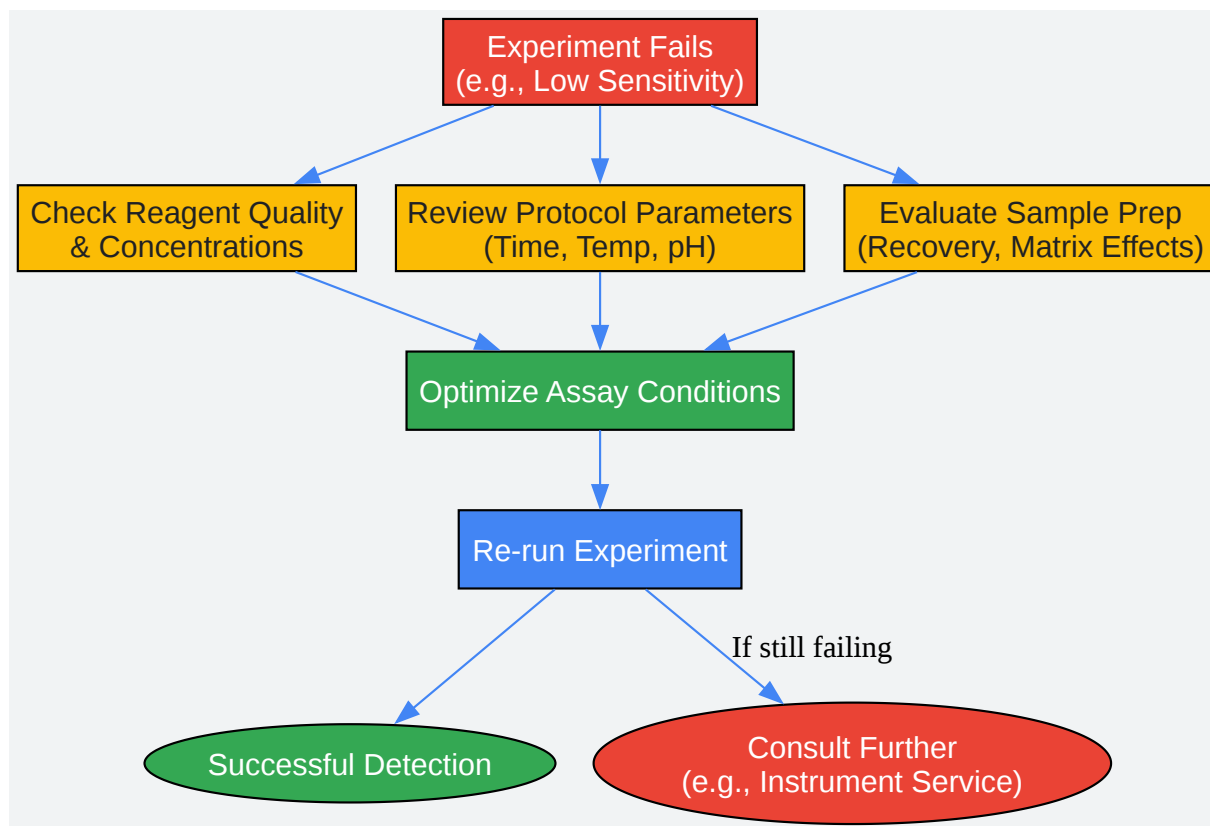 Experiment Fails
(e.g., Low Sensitivity)
Check Reagent Quality
& Concentrations
Review Protocol Parameters
(Time, Temp, pH)
Evaluate Sample Prep
(Recovery, Matrix Effects)
Optimize Assay Conditions
Re-run Experiment
If still failing
Successful Detection
Consult Further
(e.g., Instrument Service)